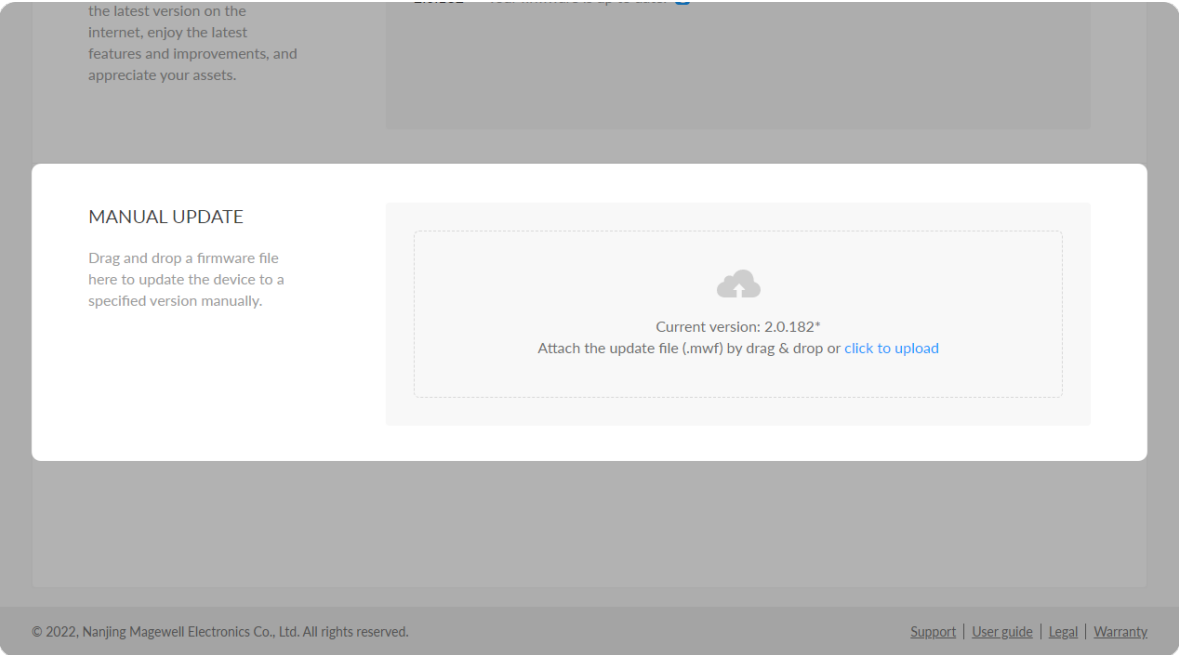 the latest version on the
internet, enjoy the latest
features and improvements, and
appreciate your assets.
MANUAL UPDATE
Drag and drop a firmware file
here to update the device to a
specified version manually.
Current version: 2.0.182*
Attach the update file (.mwf) by drag & drop or click to upload
© 2022, Nanjing Magewell Electronics Co., Ltd. All rights reserved.
Support | User guide | Legal | Warranty